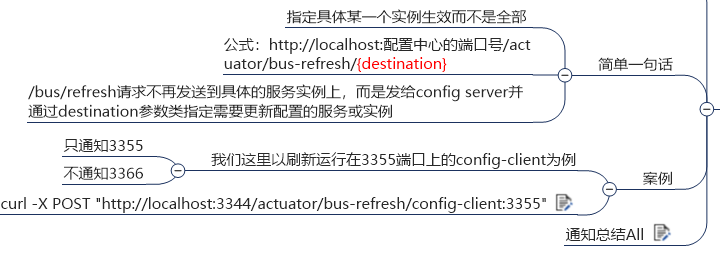 指定具体某一个实例生效而不是全部
公式：http://localhost:配置中心的端口号/act
uator/bus-refresh/{destination}
/bus/refresh请求不再发送到具体的服务实例上，而是发给config server并
通过destination参数类指定需要更新配置的服务或实例
简单一句话
只通知3355
不通知3366
我们这里以刷新运行在3355端口上的config-client为例
curl -X POST "http://localhost:3344/actuator/bus-refresh/config-client:3355"
案例
通知总结All